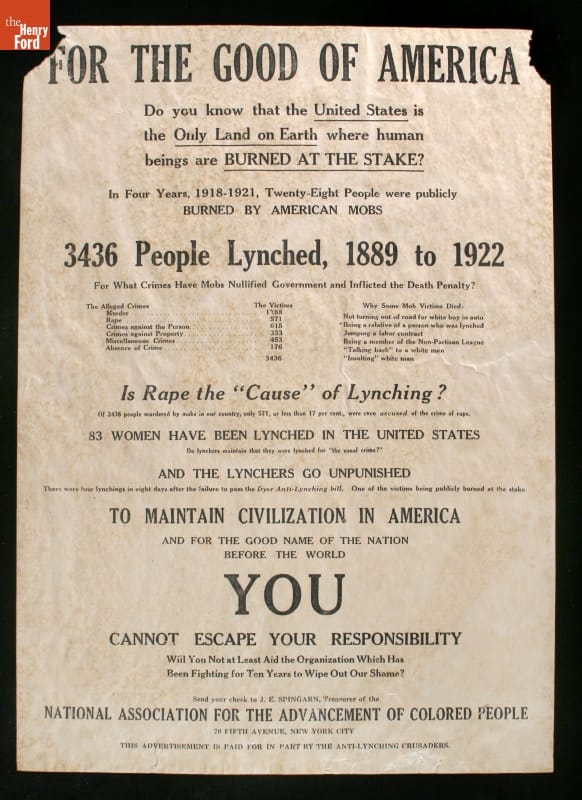 the
Henry
Ford
FOR THE GOOD OF AMERICA
Do you know that the United States is
the Only Land on Earth where human
beings are BURNED AT THE STAKE?
In Four Years, 1918-1921, Twenty-Eight People were publicly
BURNED BY AMERICAN MOBS
3436 People Lynched, 1889 to 1922
For What Crimes Have Mobs Nullified Government and Inflicted the Death Penalty?
The Alleged Crimes The Victims
Murder
Rape 571
Crimes against the Person 615
Crimes against Property 333
Miscellaneous Crimes 453
Absence of Crime 176
3436
Why Some Mob Victims Died:
Not turning out of road for white boy in auto
Being a relative of a person who was lynched
Jumping a labor contract
Being a member of the Non-Partisan League
"Talking back" to a white man
"Insulting" white man
Is Rape the "Cause" of Lynching?
Of 3436 people murdered by mobs in our country, only 571, or less than 17 per cent., were even accused of the crime of rape.
83 WOMEN HAVE BEEN LYNCHED IN THE UNITED STATES
Do lynchers maintain that they were lynched for "the usual crime?"
AND THE LYNCHERS GO UNPUNISHED
There were four lynchings in eight days after the failure to pass the Dyer Anti-Lynching bill. One of the victims being publicly burned at the stake.
TO MAINTAIN CIVILIZATION IN AMERICA
AND FOR THE GOOD NAME OF THE NATION
BEFORE THE WORLD
YOU
CANNOT ESCAPE YOUR RESPONSIBILITY
Will You Not at Least Aid the Organization Which Has
Been Fighting for Ten Years to Wipe Out Our Shame?
Send your check to J. E. SPINGARN, Treasurer of the
NATIONAL ASSOCIATION FOR THE ADVANCEMENT OF COLORED PEOPLE
70 FIFTH AVENUE, NEW YORK CITY
THIS ADVERTISEMENT IS PAID FOR IN PART BY THE ANTI-LYNCHING CRUSADERS.